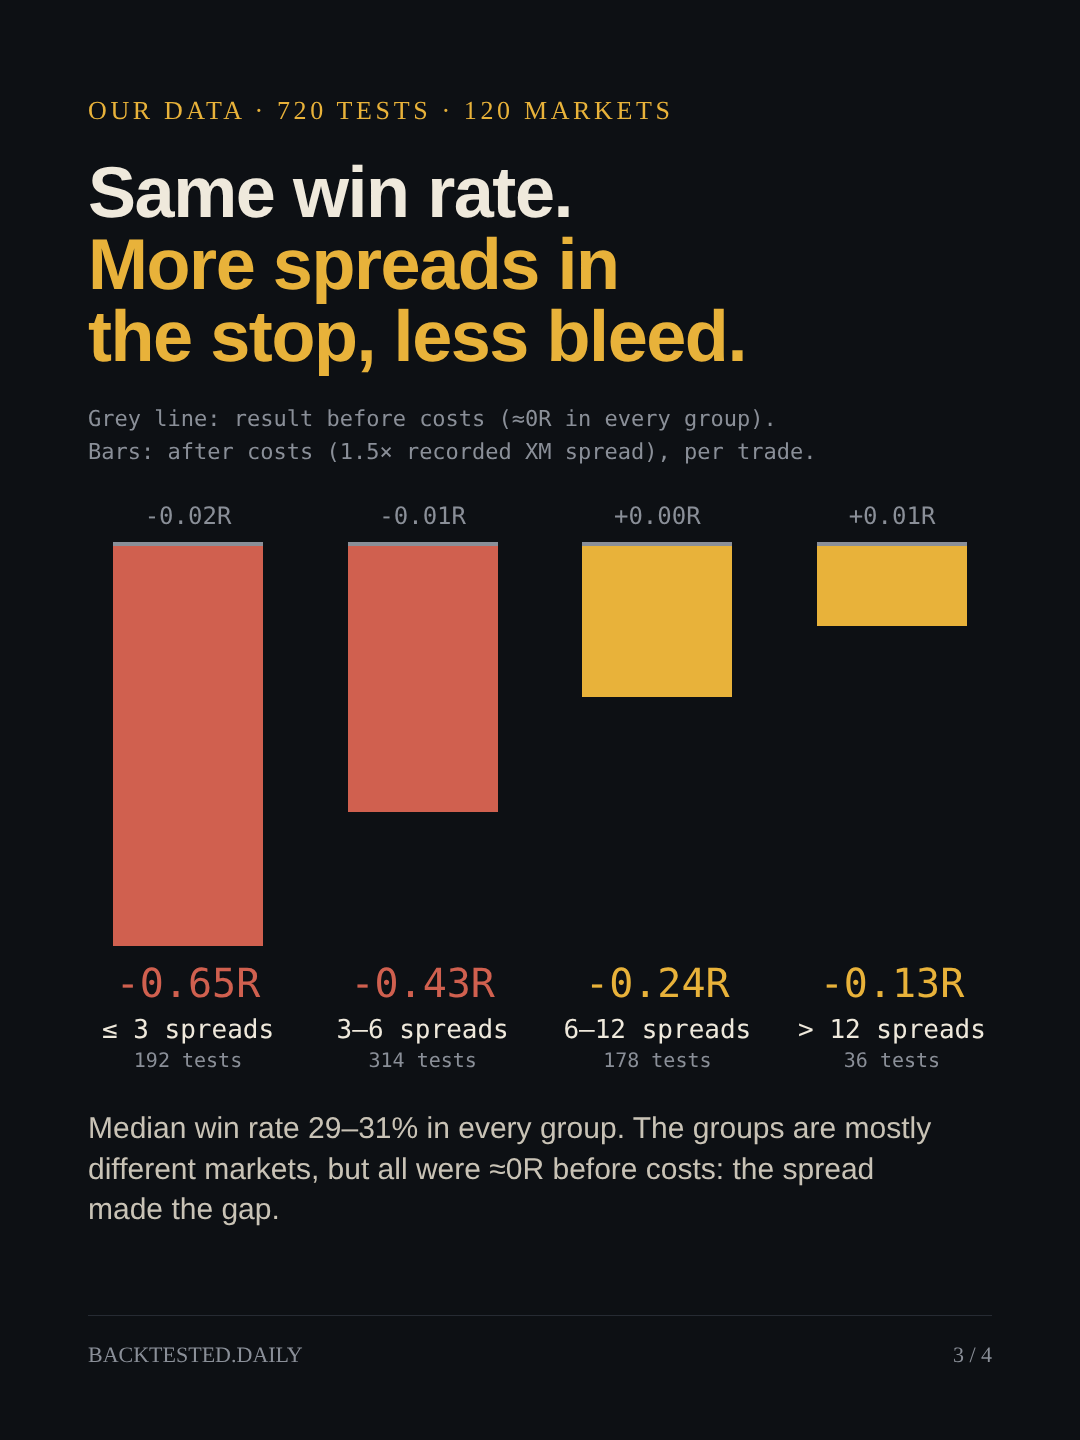 OUR DATA · 720 TESTS · 120 MARKETS
Same win rate.
More spreads in
the stop, less bleed.
Grey line: result before costs (≈0R in every group).
Bars: after costs (1.5× recorded XM spread), per trade.
-0.02R -0.01R +0.00R +0.01R
-0.65R -0.43R -0.24R -0.13R
≤ 3 spreads 3–6 spreads 6–12 spreads > 12 spreads
192 tests 314 tests 178 tests 36 tests
Median win rate 29–31% in every group. The groups are mostly
different markets, but all were ≈0R before costs: the spread
made the gap.
BACKTESTED.DAILY 3 / 4